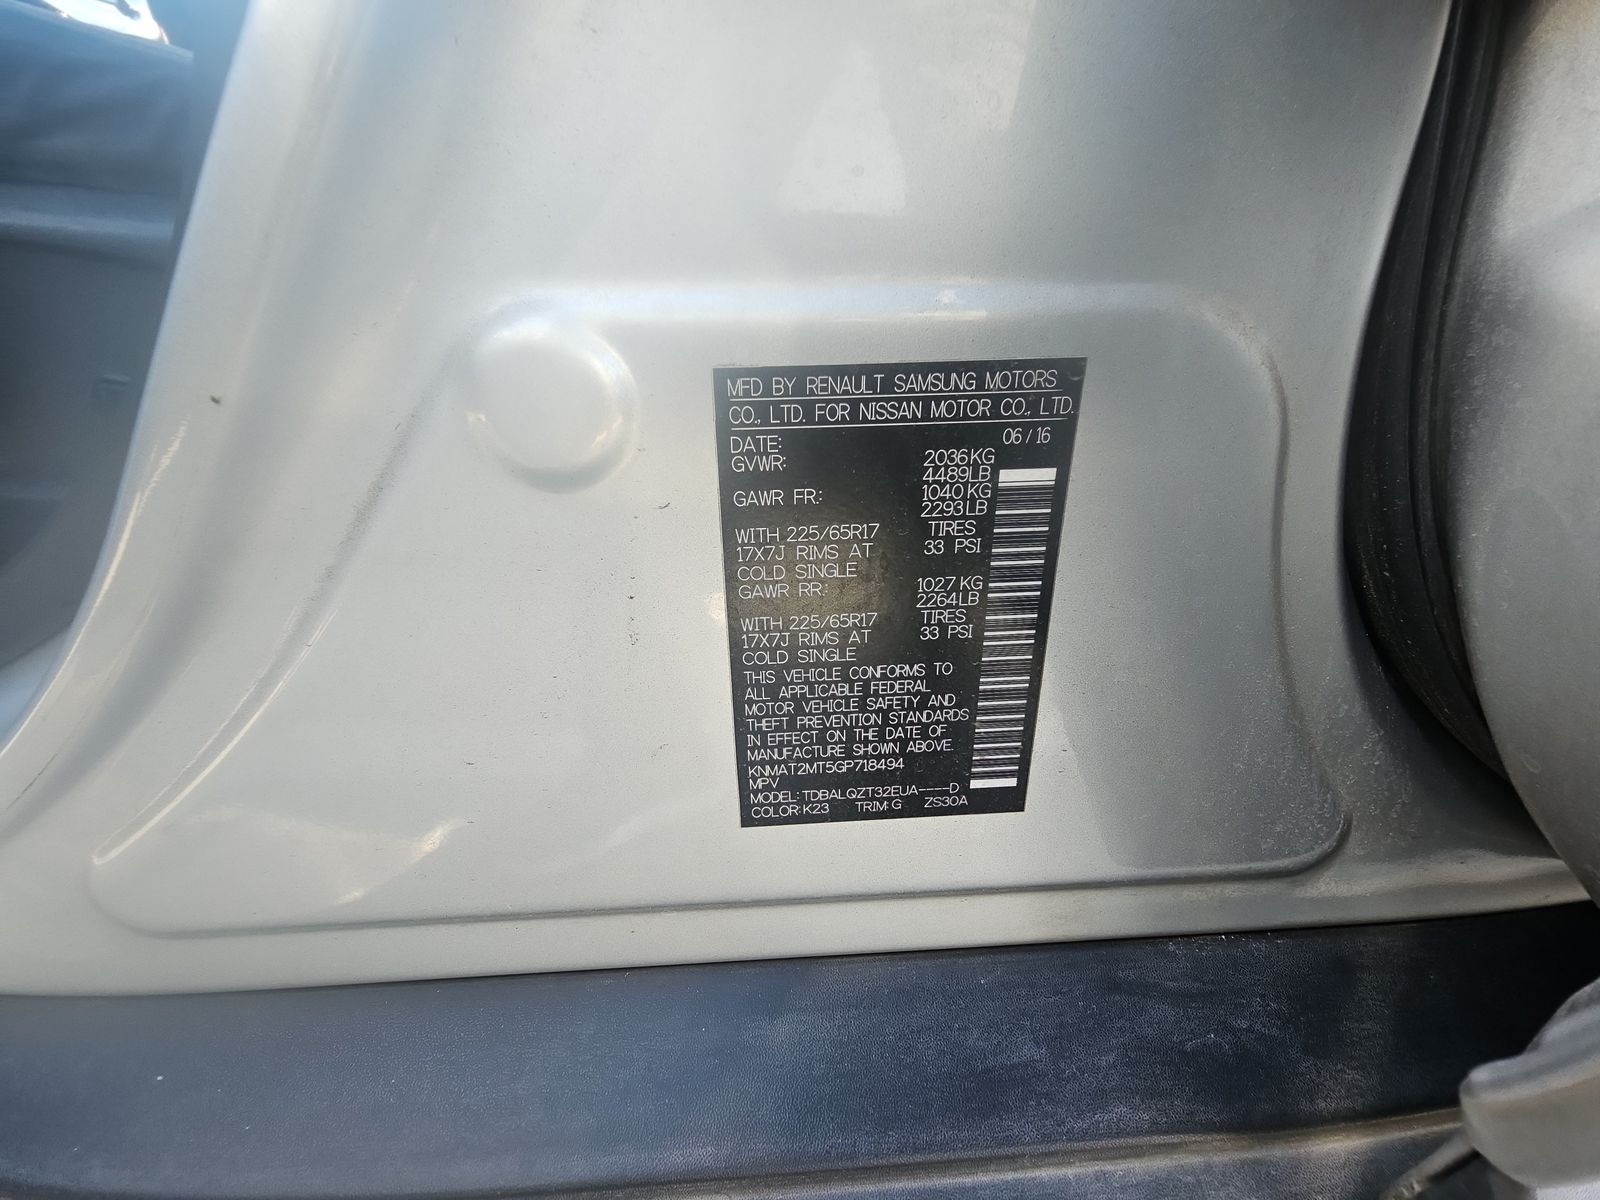 MFD BY RENAULT SAMSUNG MOTORS
CO., LTD. FOR NISSAN MOTOR CO., LTD.
DATE: 06 / 16
GVWR: 2036KG
4489LB
GAWR FR.: 1040 KG
2293LB
WITH 225/65R17 TIRES
17X7J RIMS AT 33 PSI
COLD SINGLE
GAWR RR.: 1027 KG
2264LB
WITH 225/65R17 TIRES
17X7J RIMS AT 33 PSI
COLD SINGLE
THIS VEHICLE CONFORMS TO
ALL APPLICABLE FEDERAL
MOTOR VEHICLE SAFETY AND
THEFT PREVENTION STANDARDS
IN EFFECT ON THE DATE OF
MANUFACTURE SHOWN ABOVE.
KNMAT2MT5GP718494
MPV
MODEL: TDBALQZT32EUA----D
COLOR: K23 TRIM: G ZS30A